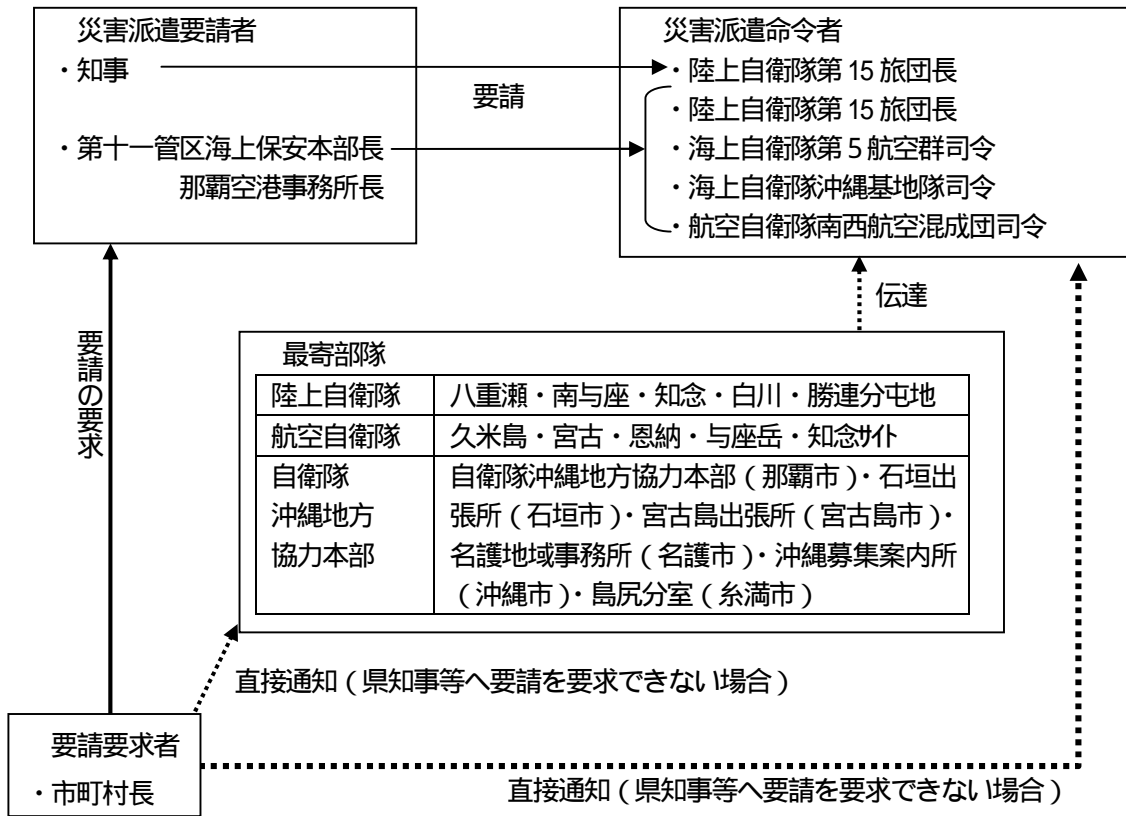 災害派遣要請者
・知事
・第十一管区海上保安本部長
那覇空港事務所長
要請
災害派遣命令者
・陸上自衛隊第15旅団長
・陸上自衛隊第15旅団長
・海上自衛隊第5航空群司令
・海上自衛隊沖縄基地隊司令
・航空自衛隊南西航空混成団司令
要請の要求
伝達
最寄部隊
陸上自衛隊 八重瀬・南与座・知念・白川・勝連分屯地
航空自衛隊 久米島・宮古・恩納・与座岳・知念ｻｲﾄ
自衛隊
沖縄地方
協力本部
自衛隊沖縄地方協力本部（那覇市）・石垣出
張所（石垣市）・宮古島出張所（宮古島市）・
名護地域事務所（名護市）・沖縄募集案内所
（沖縄市）・島尻分室（糸満市）
直接通知（県知事等へ要請を要求できない場合）
要請要求者
・市町村長
直接通知（県知事等へ要請を要求できない場合）